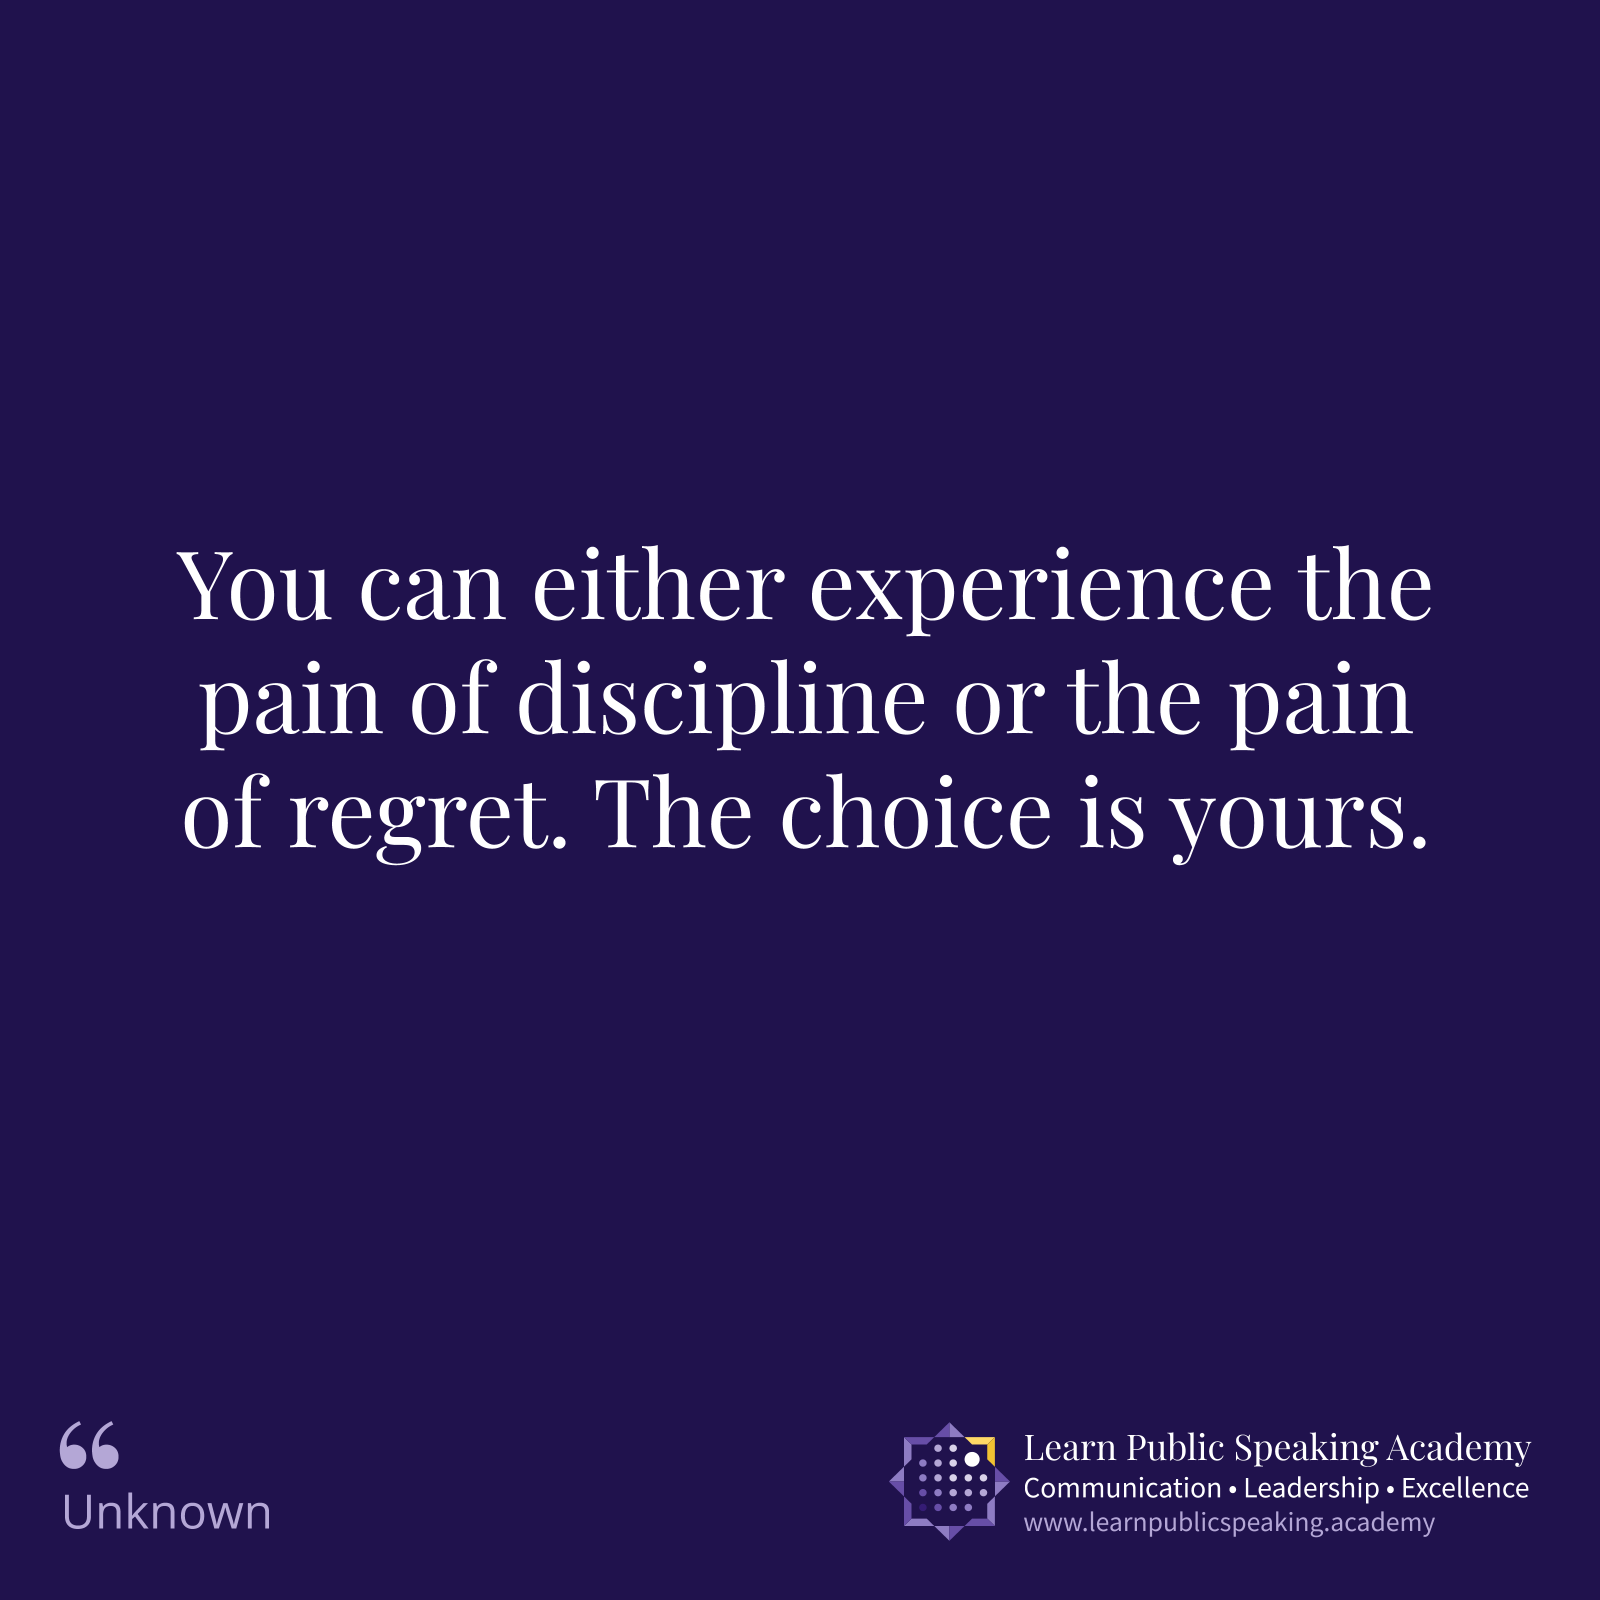 You can either experience the
pain of discipline or the pain
of regret. The choice is yours.
“
Unknown
Learn Public Speaking Academy
Communication • Leadership • Excellence
www.learnpublicspeaking.academy